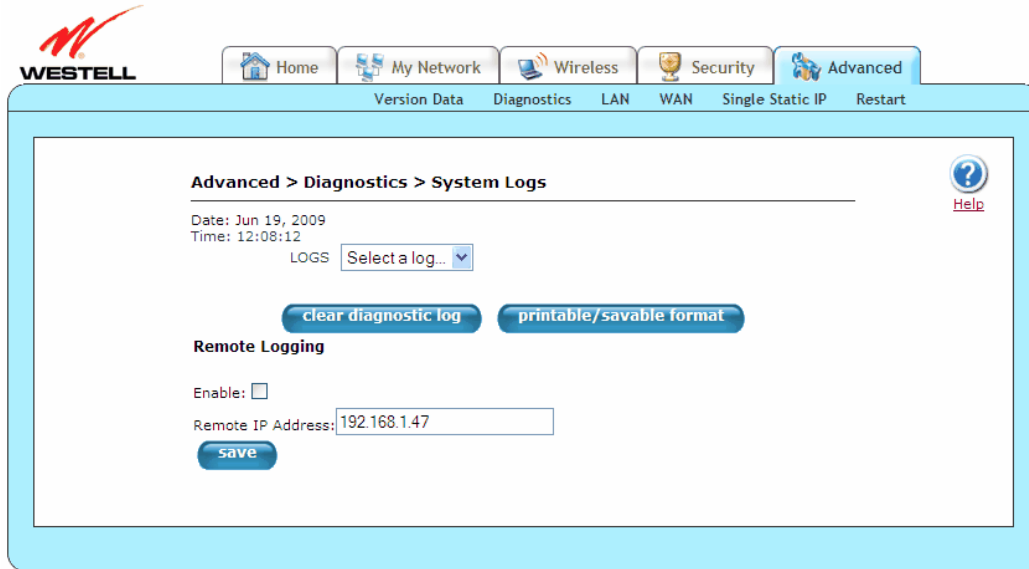 WESTELL
Home My Network Wireless Security Advanced
Version Data Diagnostics LAN WAN Single Static IP Restart
Advanced > Diagnostics > System Logs
Help
Date: Jun 19, 2009
Time: 12:08:12
LOGS Select a log...
clear diagnostic log printable/savable format
Remote Logging
Enable:
Remote IP Address: 192.168.1.47
save